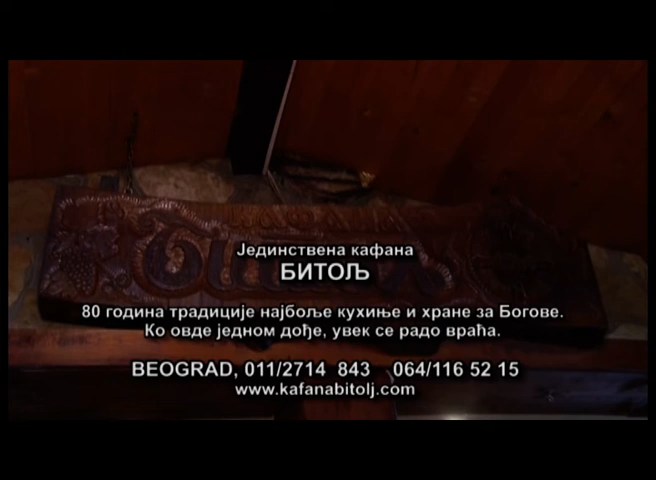 КАФАНА
Јединствена кафана
БИТОЉ
80 година традиције најбоље кухиње и хране за Богове.
Ко овде једном дође, увек се радо враћа.
BEOGRAD, 011/2714 843 064/116 52 15
www.kafanabitolj.com